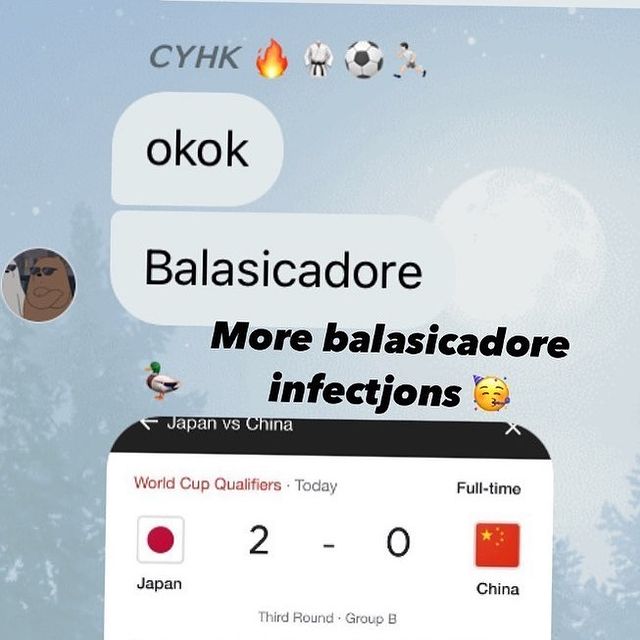 CYHK 🔥 🥋 ⚽ 🏃🏻
okok
Balasicadore
More balasicadore
infectjons 🥳
🦆
← Japan vs China ×
World Cup Qualifiers · Today Full-time
2 - 0
Japan China
Third Round · Group B